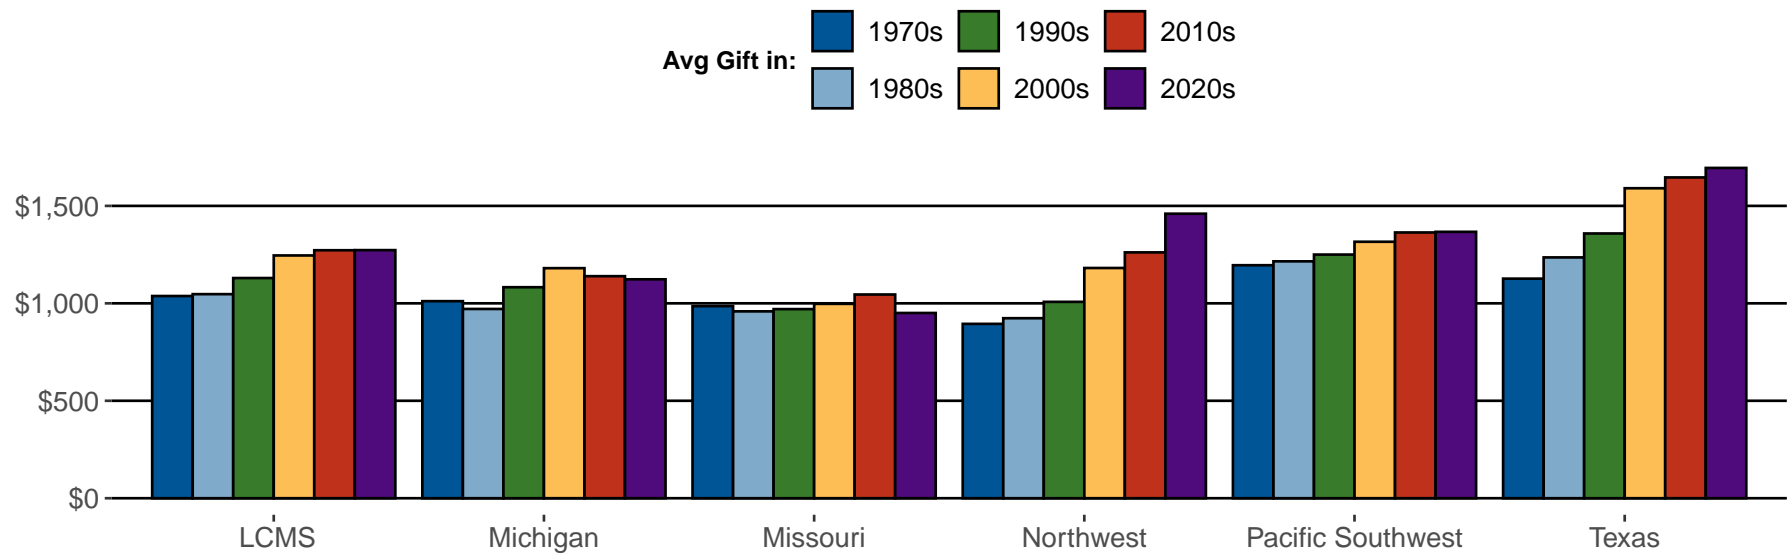 Avg Gift in:
1970s 1990s 2010s
1980s 2000s 2020s
$1,500
$1,000
$500
$0
LCMS Michigan Missouri Northwest Pacific Southwest Texas